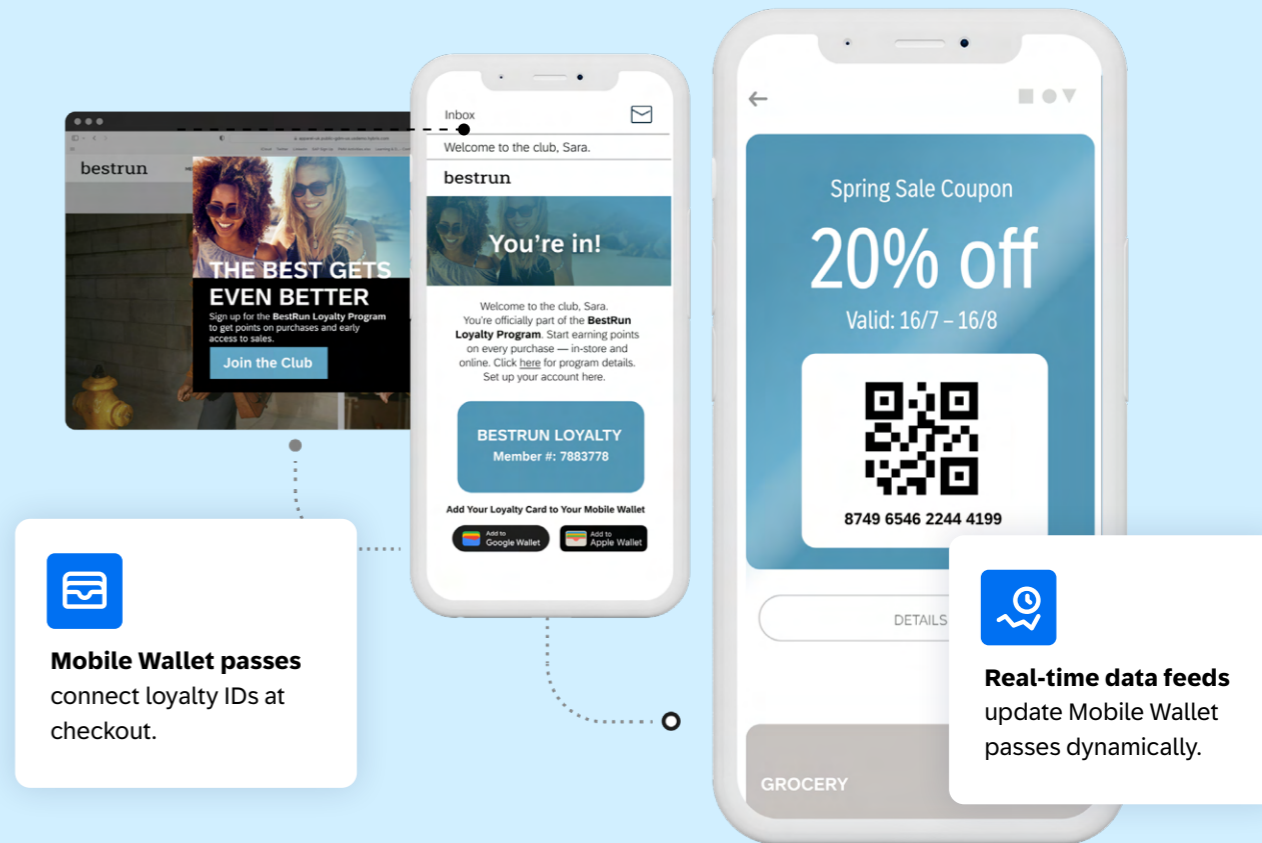 bestrun
THE BEST GETS
EVEN BETTER
Sign up for the BestRun Loyalty Program
to get points on purchases and early
access to sales.
Join the Club
Inbox
Welcome to the club, Sara.
bestrun
You're in!
Welcome to the club, Sara.
You're officially part of the BestRun
Loyalty Program. Start earning points
on every purchase — in-store and
online. Click here for program details.
Set up your account here.
BESTRUN LOYALTY
Member #: 7883778
Add Your Loyalty Card to Your Mobile Wallet
Add to
Google Wallet
Add to
Apple Wallet
Mobile Wallet passes
connect loyalty IDs at
checkout.
Spring Sale Coupon
20% off
Valid: 16/7 – 16/8
8749 6546 2244 4199
DETAILS
GROCERY
Real-time data feeds
update Mobile Wallet
passes dynamically.